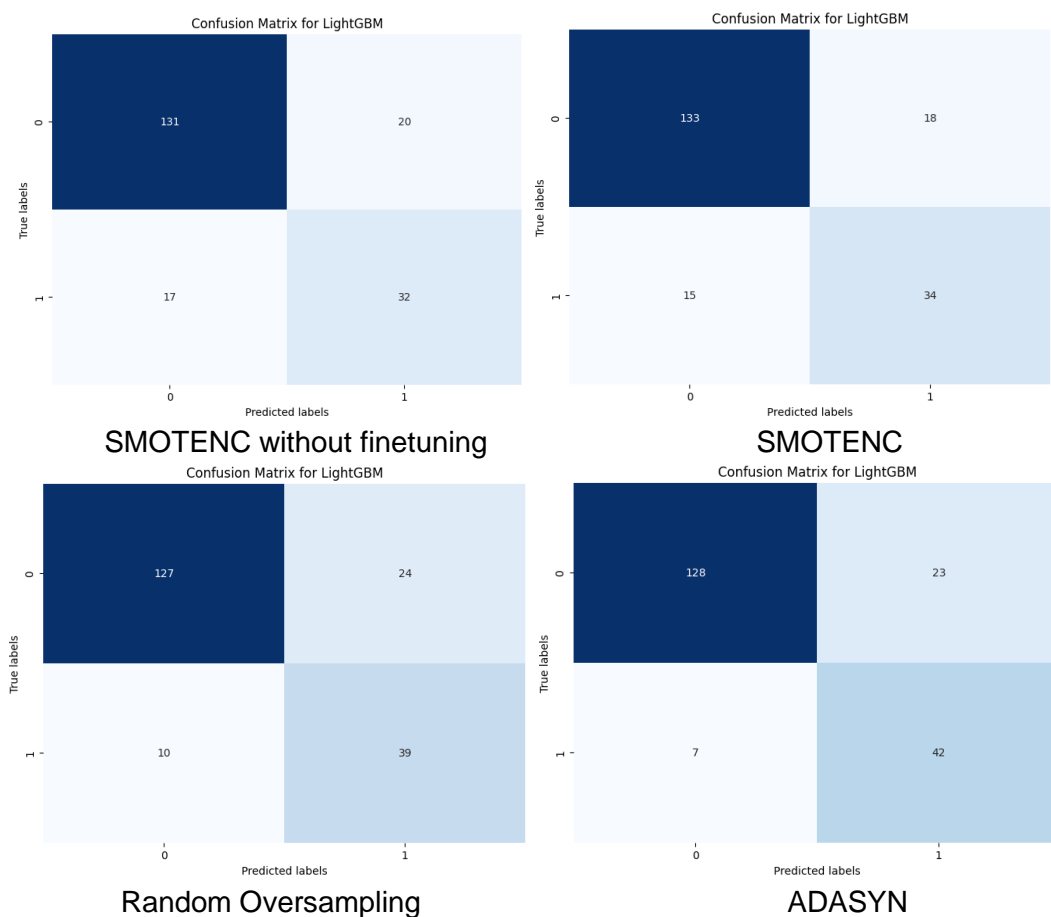 Confusion Matrix for LightGBM
True labels
0
131
20
1
17
32
0
1
Predicted labels
SMOTENC without finetuning
Confusion Matrix for LightGBM
True labels
0
133
18
1
15
34
0
1
Predicted labels
SMOTENC
Confusion Matrix for LightGBM
True labels
0
127
24
1
10
39
0
1
Predicted labels
Random Oversampling
Confusion Matrix for LightGBM
True labels
0
128
23
1
7
42
0
1
Predicted labels
ADASYN